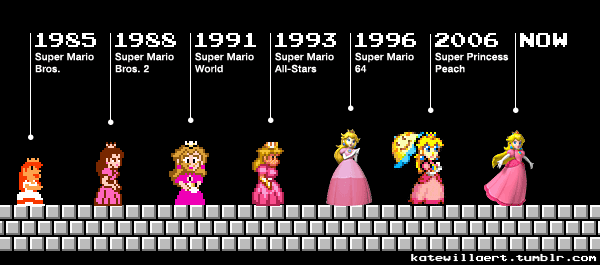 1985
Super Mario
Bros.
1988
Super Mario
Bros. 2
1991
Super Mario
World
1993
Super Mario
All-Stars
1996
Super Mario
64
2006
Super Princess
Peach
NOW
katewillaert.tumblr.com